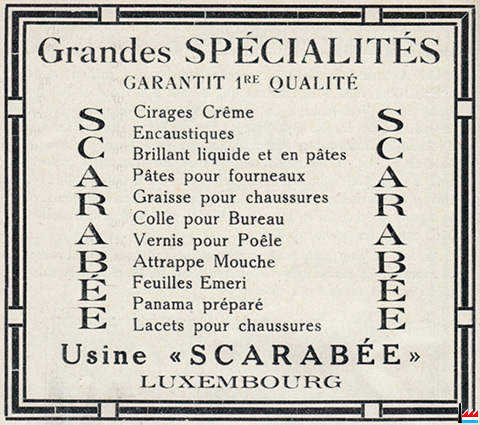 Grandes SPÉCIALITÉS
GARANTIT 1RE QUALITÉ
SCARABÉE
Cirages Crême
Encaustiques
Brillant liquide et en pâtes
Pâtes pour fourneaux
Graisse pour chaussures
Colle pour Bureau
Vernis pour Poêle
Attrappe Mouche
Feuilles Emeri
Panama préparé
Lacets pour chaussures
SCARABÉE
Usine «SCARABÉE»
LUXEMBOURG